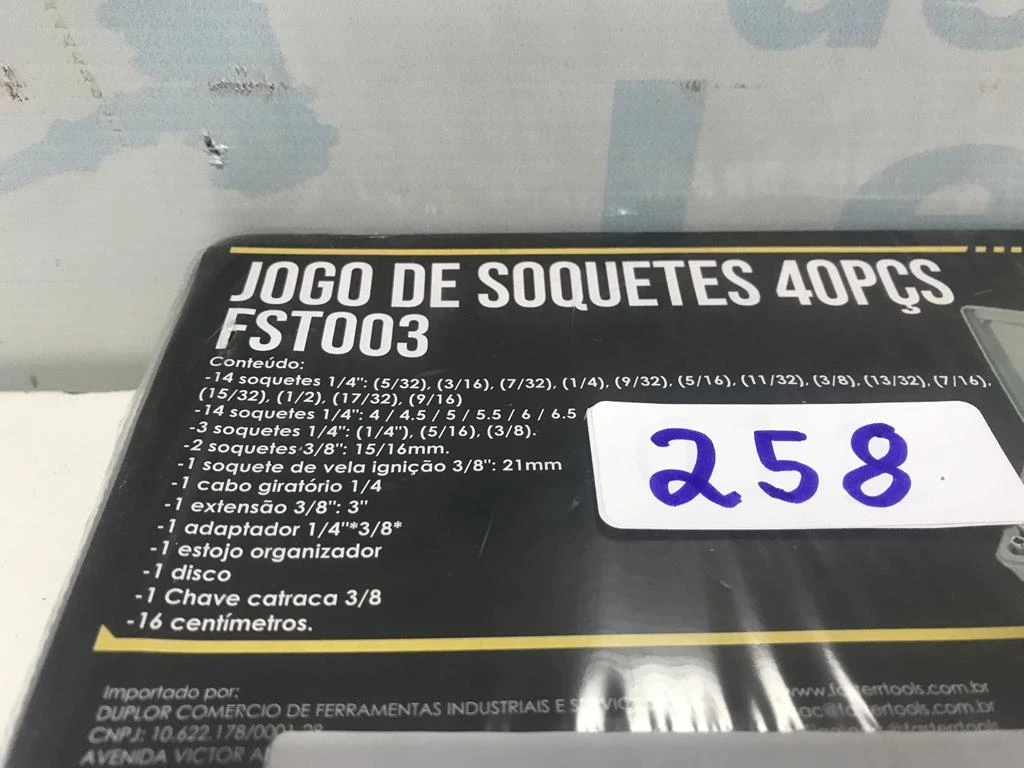 JOGO DE SOQUETES 40PÇS
FST003
Conteúdo:
-14 soquetes 1/4": (5/32), (3/16), (7/32), (1/4), (9/32), (5/16), (11/32), (3/8), (13/32), (7/16),
(15/32), (1/2), (17/32), (9/16)
-14 soquetes 1/4": 4 / 4.5 / 5 / 5.5 / 6 / 6.5 /
-3 soquetes 1/4": (1/4"), (5/16), (3/8).
-2 soquetes 3/8": 15/16mm.
-1 soquete de vela ignição 3/8": 21mm
-1 cabo giratório 1/4
-1 extensão 3/8": 3"
-1 adaptador 1/4"*3/8*
-1 estojo organizador
-1 disco
-1 Chave catraca 3/8
-16 centímetros.
258
Importado por:
DUPLOR COMERCIO DE FERRAMENTAS INDUSTRIAIS E
CNPJ: 10.622.178/0001
AVENIDA VICTOR
www.fasterrtools.com.br